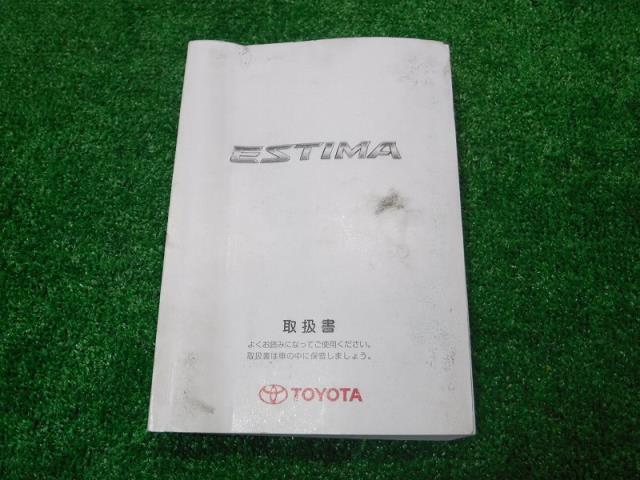 ESTIMA
取扱書
よくお読みになってご使用ください。
取扱書は車の中に保管しましょう。
TOYOTA